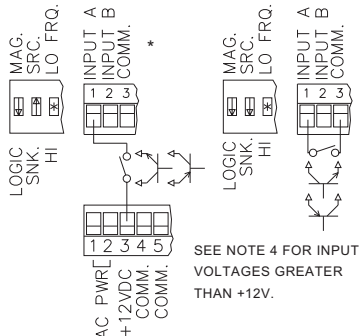 MAG.
SRC.
LO FRQ.
LOGIC
SNK.
HI
*
INPUT A
INPUT B
COMM.
*
1 2 3
1 2 3 4 5
AC PWR
+12VDC
COMM.
COMM.
MAG.
SRC.
LO FRQ.
LOGIC
SNK.
HI
*
INPUT A
INPUT B
COMM.
1 2 3
SEE NOTE 4 FOR INPUT
VOLTAGES GREATER
THAN +12V.